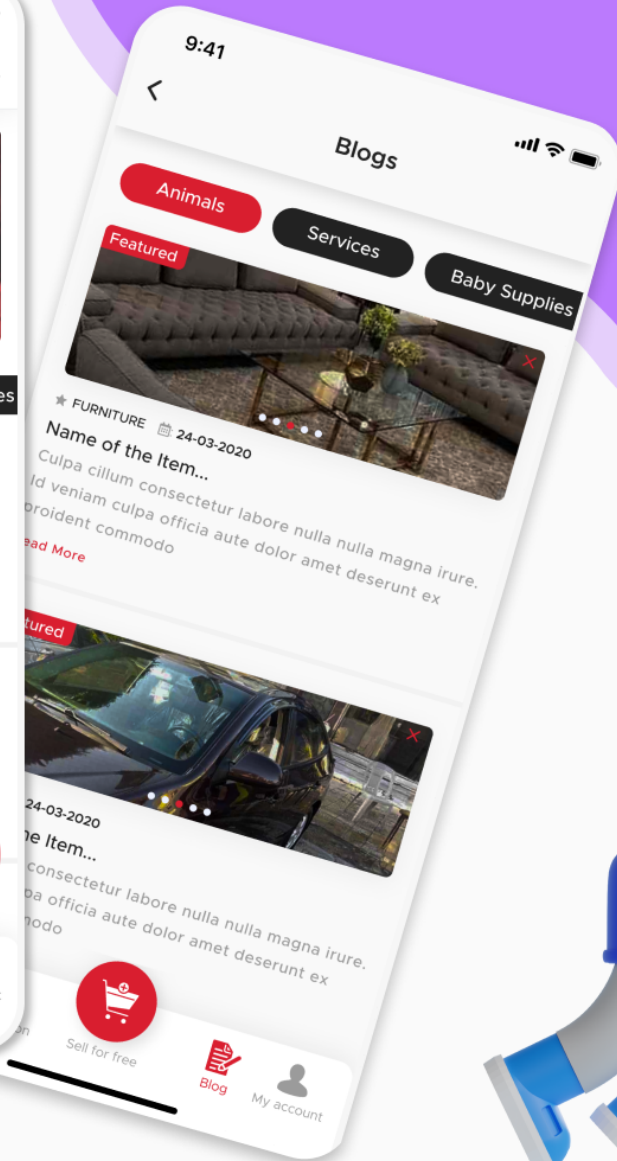 9:41
Blogs
Animals
Services
Baby Supplies
Featured
FURNITURE 24-03-2020
Name of the Item...
Culpa cillum consectetur labore nulla nulla magna irure.
Id veniam culpa officia aute dolor amet deserunt ex
proident commodo
ead More
tured
24-03-2020
e Item...
consectetur labore nulla nulla magna irure.
pa officia aute dolor amet deserunt ex
modo
es
on
Sell for free
Blog
My account